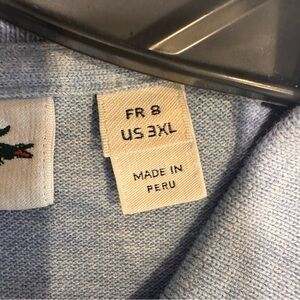 FR 8
US 3XL
MADE IN
PERU